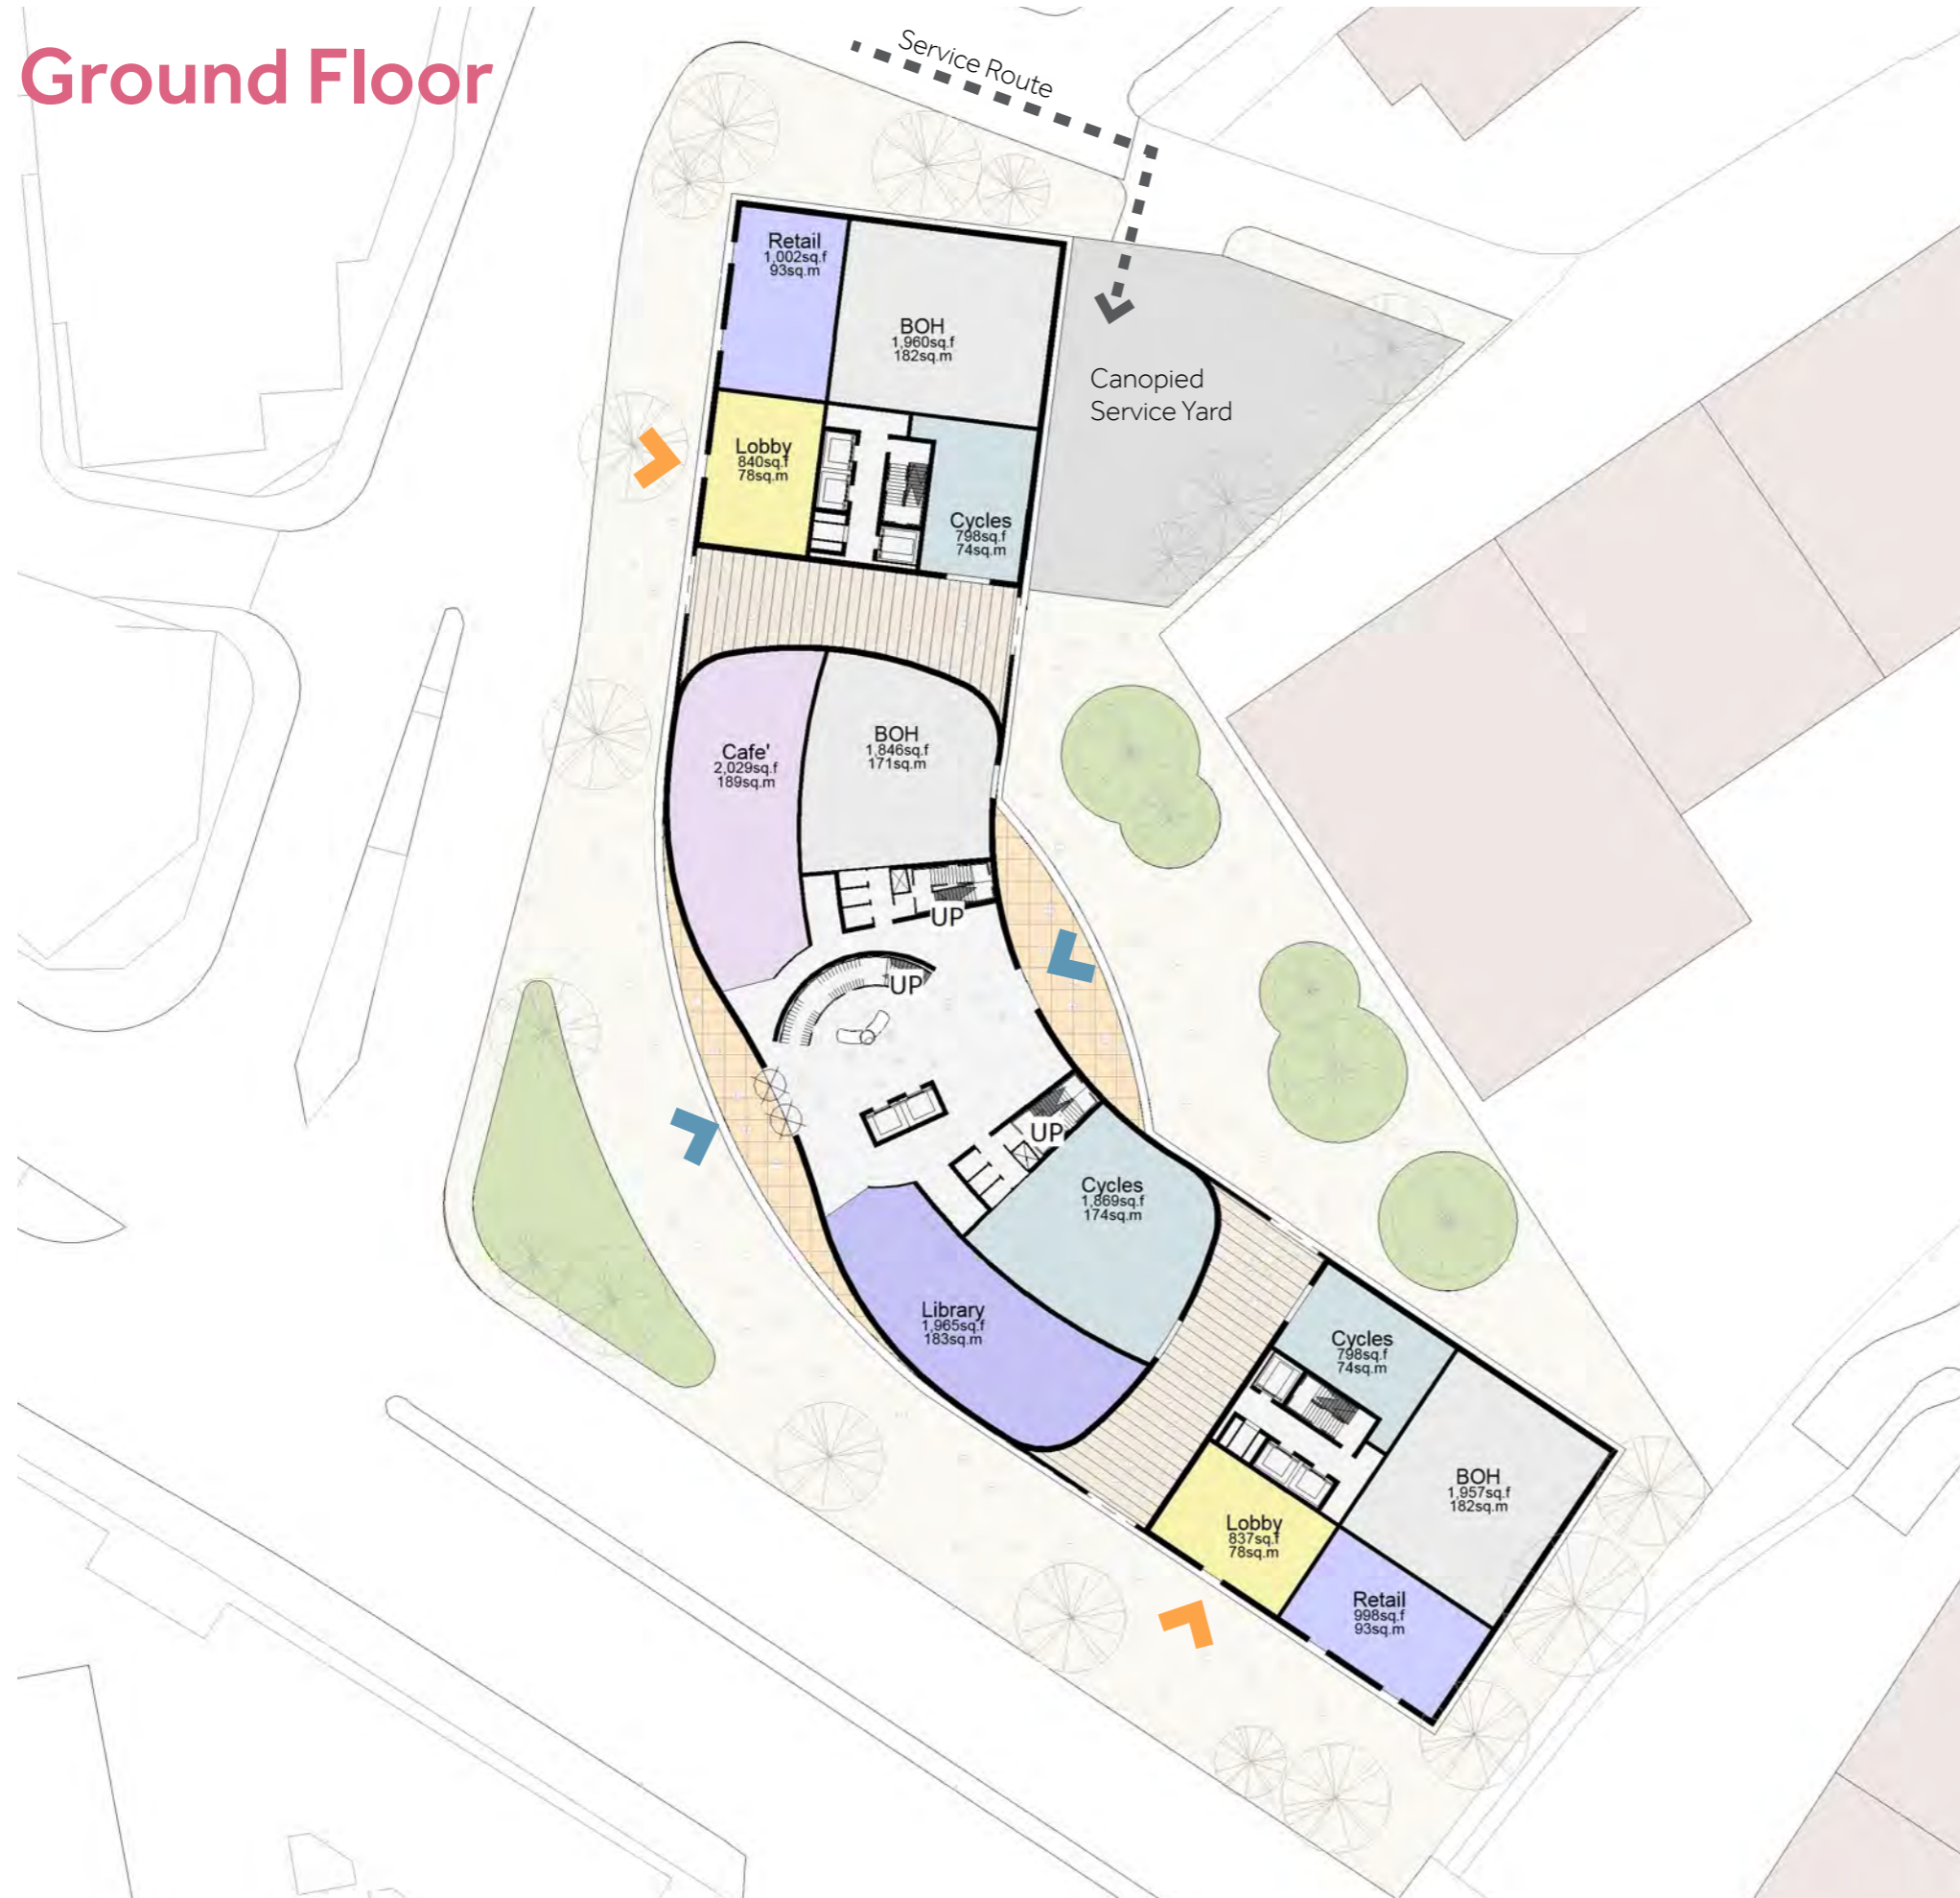 Ground Floor
Service Route
Retail
1,002sq.f
93sq.m
BOH
1,960sq.f
182sq.m
Canopied
Service Yard
Lobby
840sq.f
78sq.m
Cycles
798sq.f
74sq.m
Cafe'
2,029sq.f
189sq.m
BOH
1,846sq.f
171sq.m
UP
UP
UP
Cycles
1,869sq.f
174sq.m
Library
1,965sq.f
183sq.m
Cycles
798sq.f
74sq.m
BOH
1,957sq.f
182sq.m
Lobby
837sq.f
78sq.m
Retail
998sq.f
93sq.m